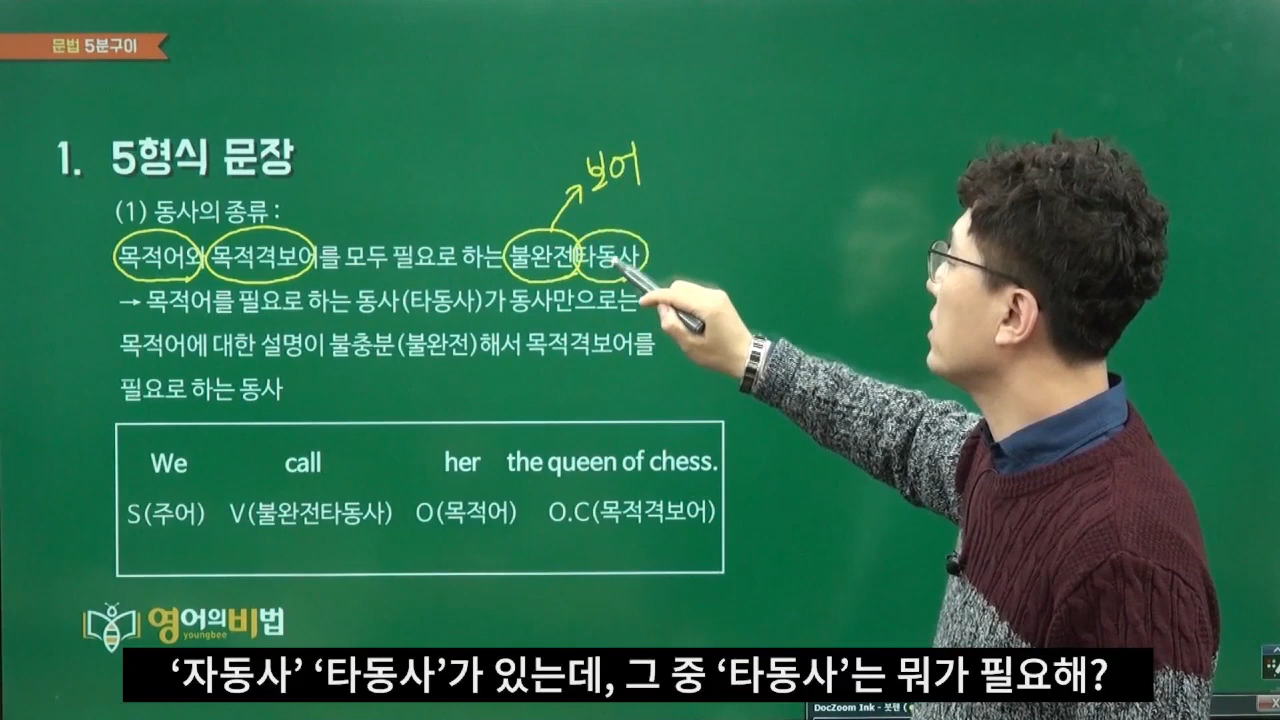 문법 5분구이
1. 5형식 문장
보어
(1) 동사의 종류 :
목적어와 목적격보어를 모두 필요로 하는 불완전타동사
→ 목적어를 필요로 하는 동사(타동사)가 동사만으로는
목적어에 대한 설명이 불충분(불완전)해서 목적격보어를
필요로 하는 동사
We call her the queen of chess.
S(주어) V(불완전타동사) O(목적어) O.C(목적격보어)
영어의비법
youngbee
‘자동사’ ‘타동사’가 있는데, 그 중 ‘타동사’는 뭐가 필요해?
DocZoom Ink - 붓펜 (